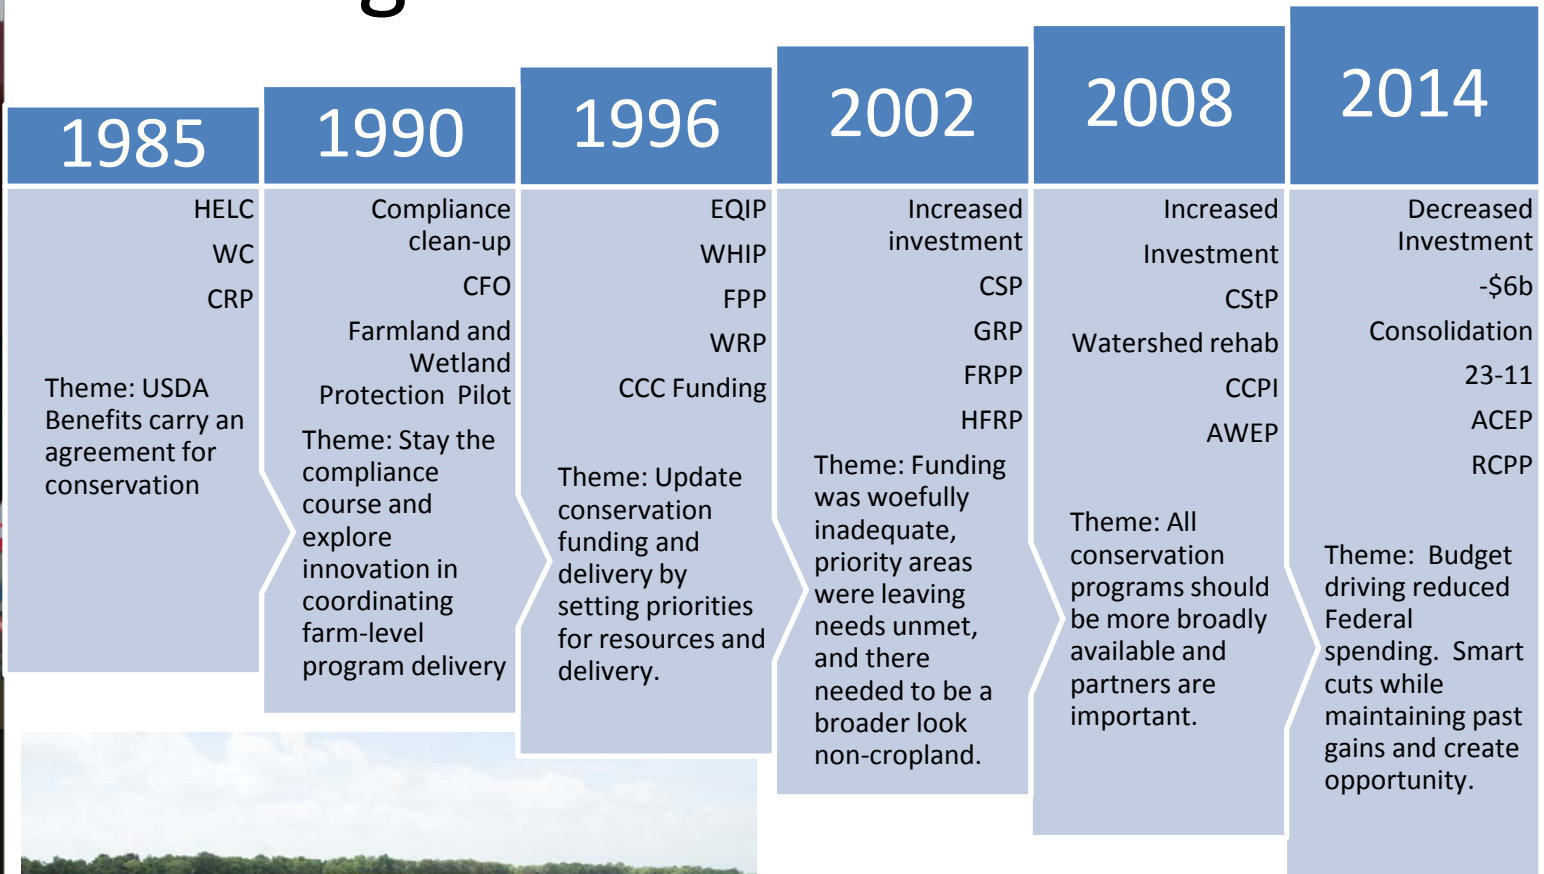 1985
HELC
WC
CRP
Theme: USDA
Benefits carry an
agreement for
conservation
1990
Compliance
clean-up
CFO
Farmland and
Wetland
Protection Pilot
Theme: Stay the
compliance
course and
explore
innovation in
coordinating
farm-level
program delivery
1996
EQIP
WHIP
FPP
WRP
CCC Funding
Theme: Update
conservation
funding and
delivery by
setting priorities
for resources and
delivery.
2002
Increased
investment
CSP
GRP
FRPP
HFRP
Theme: Funding
was woefully
inadequate,
priority areas
were leaving
needs unmet,
and there
needed to be a
broader look
non-cropland.
2008
Increased
Investment
CStP
Watershed rehab
CCPI
AWEP
Theme: All
conservation
programs should
be more broadly
available and
partners are
important.
2014
Decreased
Investment
-$6b
Consolidation
23-11
ACEP
RCPP
Theme: Budget
driving reduced
Federal
spending. Smart
cuts while
maintaining past
gains and create
opportunity.